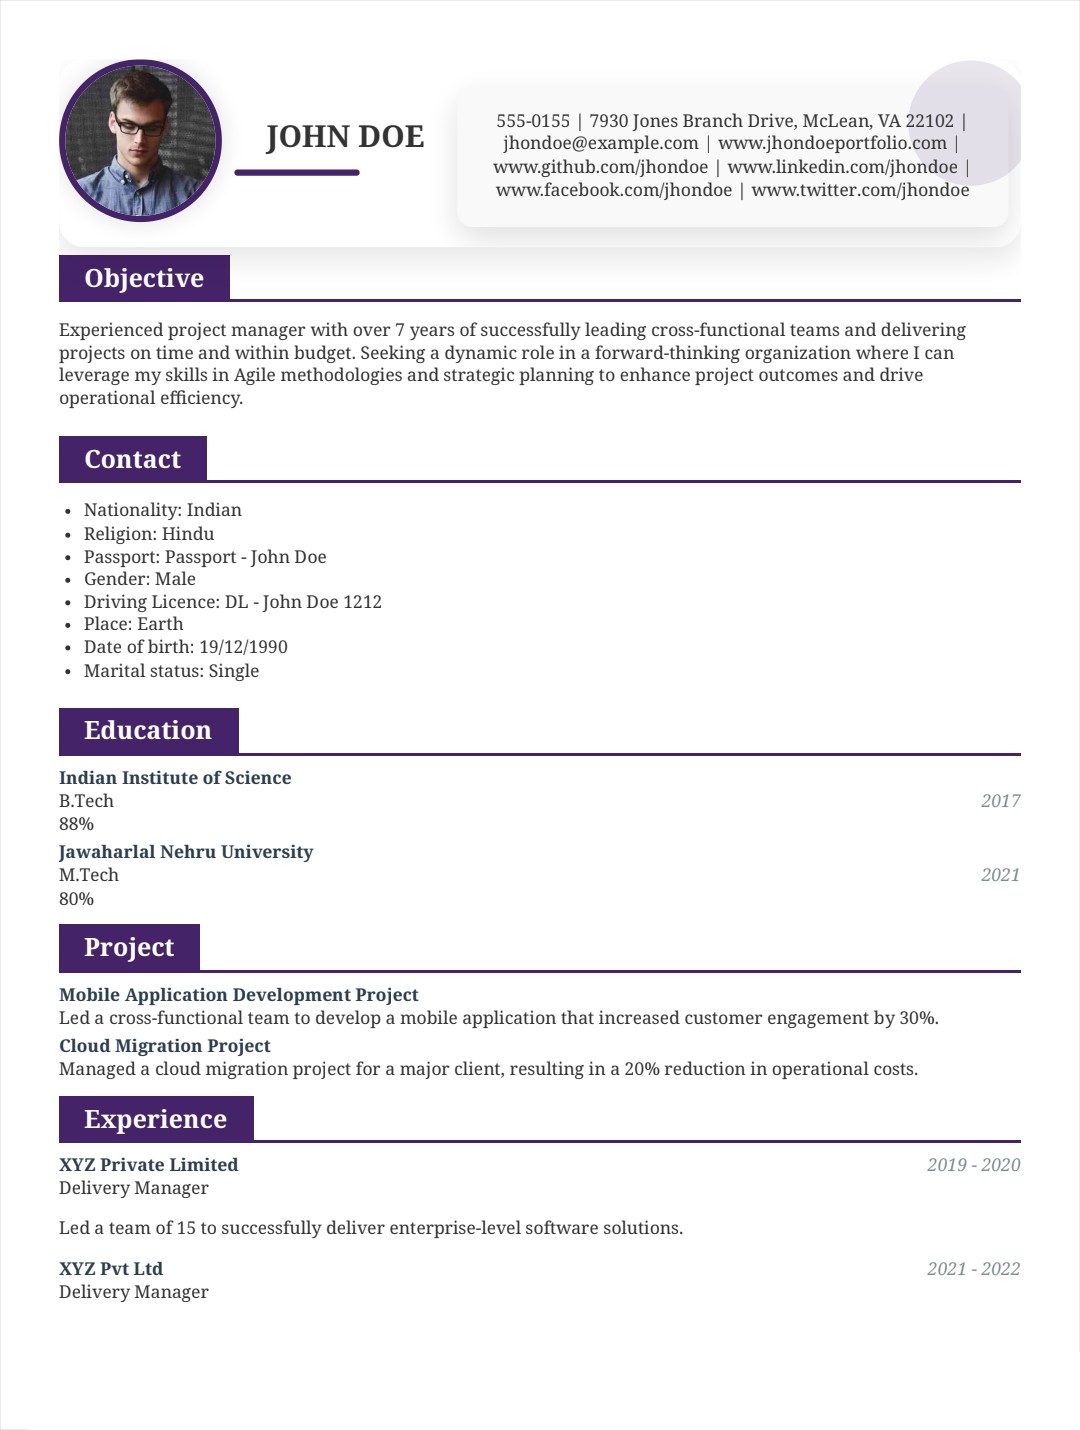 JOHN DOE
555-0155 | 7930 Jones Branch Drive, McLean, VA 22102 |
jhondoe@example.com | www.jhondoeportfolio.com |
www.github.com/jhondoe | www.linkedin.com/jhondoe |
www.facebook.com/jhondoe | www.twitter.com/jhondoe
Objective
Experienced project manager with over 7 years of successfully leading cross-functional teams and delivering
projects on time and within budget. Seeking a dynamic role in a forward-thinking organization where I can
leverage my skills in Agile methodologies and strategic planning to enhance project outcomes and drive
operational efficiency.
Contact
• Nationality: Indian
• Religion: Hindu
• Passport: Passport - John Doe
• Gender: Male
• Driving Licence: DL - John Doe 1212
• Place: Earth
• Date of birth: 19/12/1990
• Marital status: Single
Education
Indian Institute of Science
B.Tech 2017
88%
Jawaharlal Nehru University
M.Tech 2021
80%
Project
Mobile Application Development Project
Led a cross-functional team to develop a mobile application that increased customer engagement by 30%.
Cloud Migration Project
Managed a cloud migration project for a major client, resulting in a 20% reduction in operational costs.
Experience
XYZ Private Limited 2019 - 2020
Delivery Manager
Led a team of 15 to successfully deliver enterprise-level software solutions.
XYZ Pvt Ltd 2021 - 2022
Delivery Manager